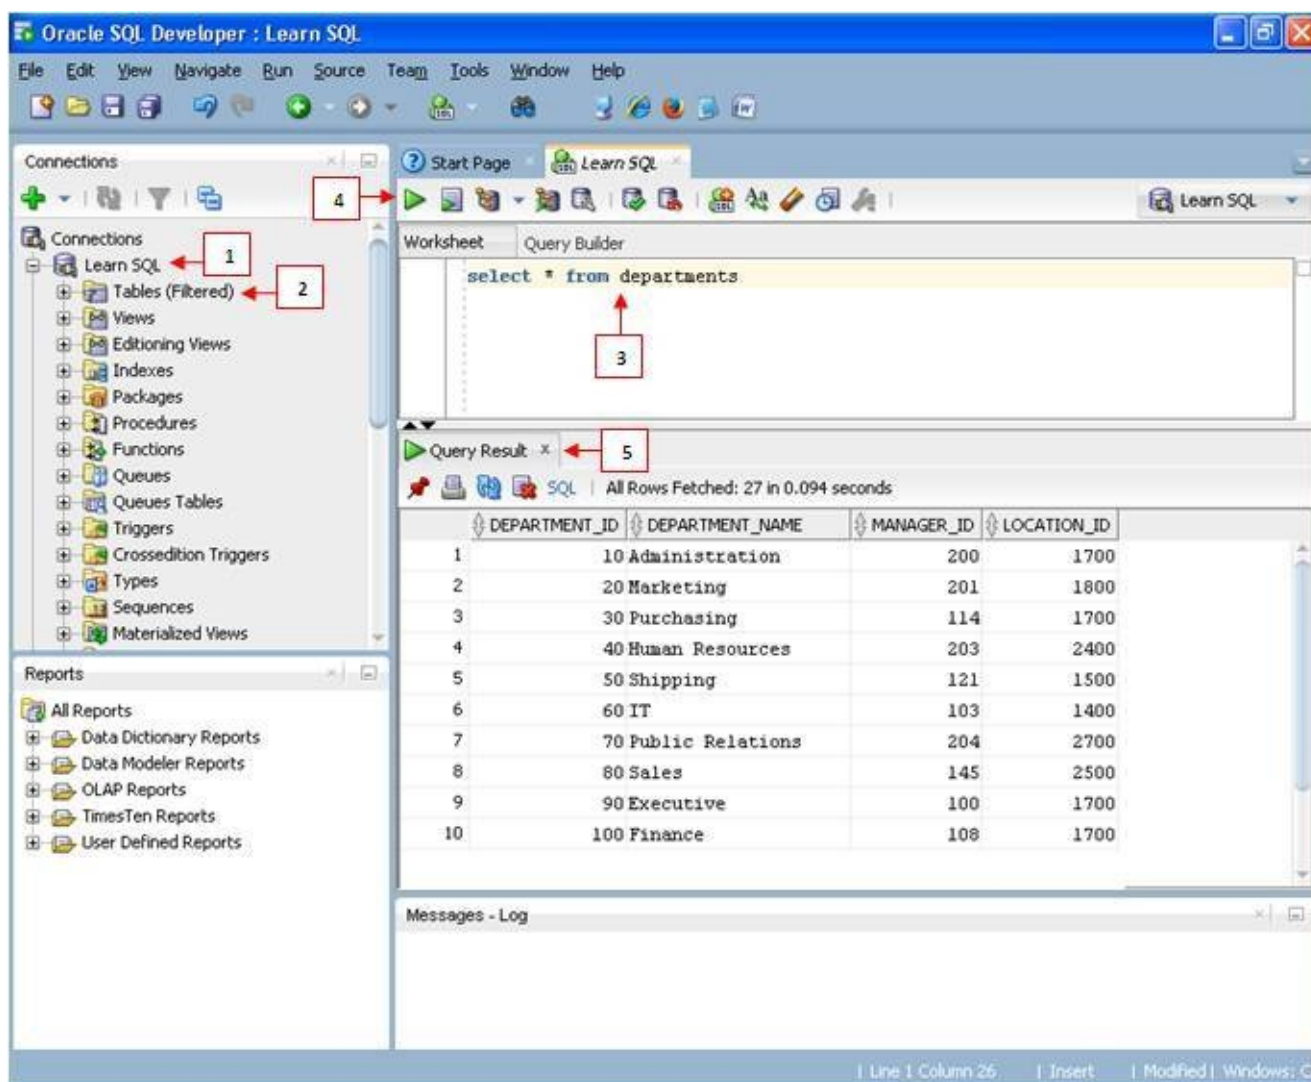 Oracle SQL Developer : Learn SQL
File Edit View Navigate Run Source Team Tools Window Help
Connections
Start Page
Learn SQL
4
Learn SQL
Connections
Learn SQL
1
Tables (Filtered)
2
Views
Editioning Views
Indexes
Packages
Procedures
Functions
Queues
Queues Tables
Triggers
Crossedition Triggers
Types
Sequences
Materialized Views
Worksheet Query Builder
select * from departments
3
Query Result
5
SQL | All Rows Fetched: 27 in 0.094 seconds
DEPARTMENT_ID DEPARTMENT_NAME MANAGER_ID LOCATION_ID
1 10 Administration 200 1700
2 20 Marketing 201 1800
3 30 Purchasing 114 1700
4 40 Human Resources 203 2400
5 50 Shipping 121 1500
6 60 IT 103 1400
7 70 Public Relations 204 2700
8 80 Sales 145 2500
9 90 Executive 100 1700
10 100 Finance 108 1700
Reports
All Reports
Data Dictionary Reports
Data Modeler Reports
OLAP Reports
TimesTen Reports
User Defined Reports
Messages - Log
| Line 1 Column 26 | Insert | Modified | Windows: